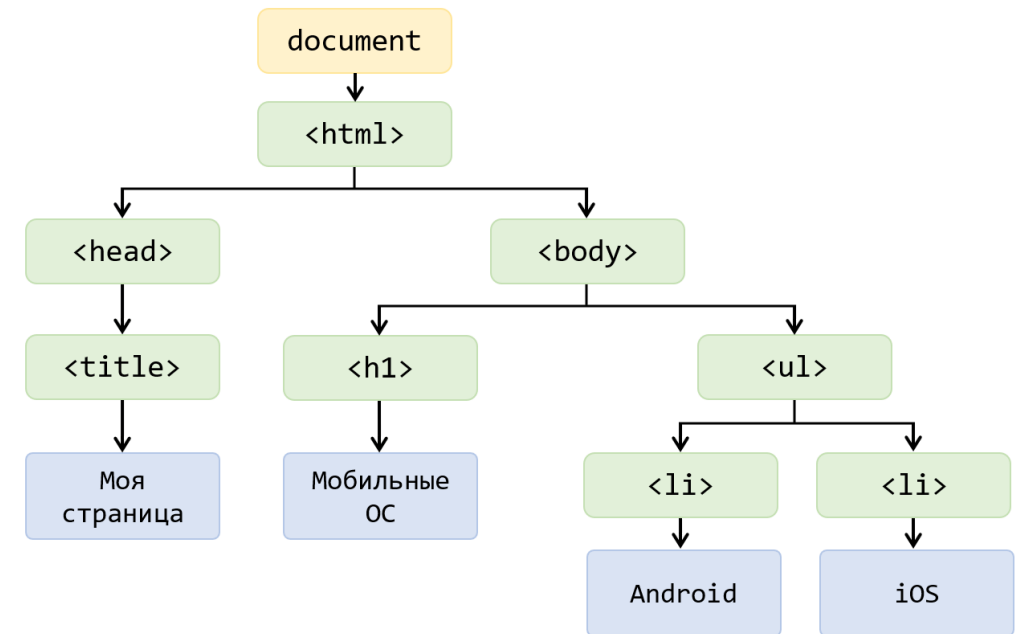 document
<html>
<head>
<body>
<title>
<h1>
<ul>
Моя
страница
Мобильные
ОС
<li>
<li>
Android
iOS